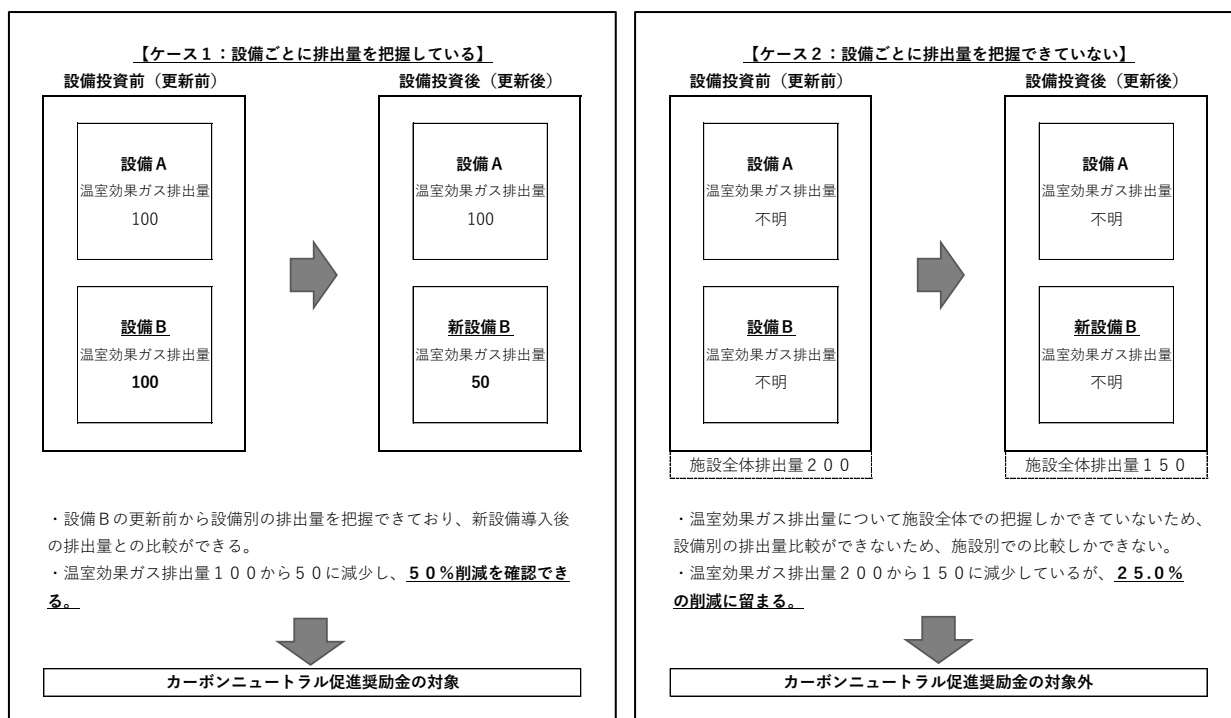 【ケース１：設備ごとに排出量を把握している】
設備投資前（更新前）
設備投資後（更新後）
設備Ａ
温室効果ガス排出量
100
設備Ａ
温室効果ガス排出量
100
設備Ｂ
温室効果ガス排出量
100
新設備Ｂ
温室効果ガス排出量
50
・設備Ｂの更新前から設備別の排出量を把握できており、新設備導入後
の排出量との比較ができる。
・温室効果ガス排出量１００から50に減少し、５０％削減を確認でき
る。
カーボンニュートラル促進奨励金の対象
【ケース２：設備ごとに排出量を把握できていない】
設備投資前（更新前）
設備投資後（更新後）
設備Ａ
温室効果ガス排出量
不明
設備Ａ
温室効果ガス排出量
不明
設備Ｂ
温室効果ガス排出量
不明
新設備Ｂ
温室効果ガス排出量
不明
施設全体排出量２００
施設全体排出量１５０
・温室効果ガス排出量について施設全体での把握しかできていないため、
設備別の排出量比較ができないため、施設別での比較しかできない。
・温室効果ガス排出量２００から１５０に減少しているが、２５.０％
の削減に留まる。
カーボンニュートラル促進奨励金の対象外